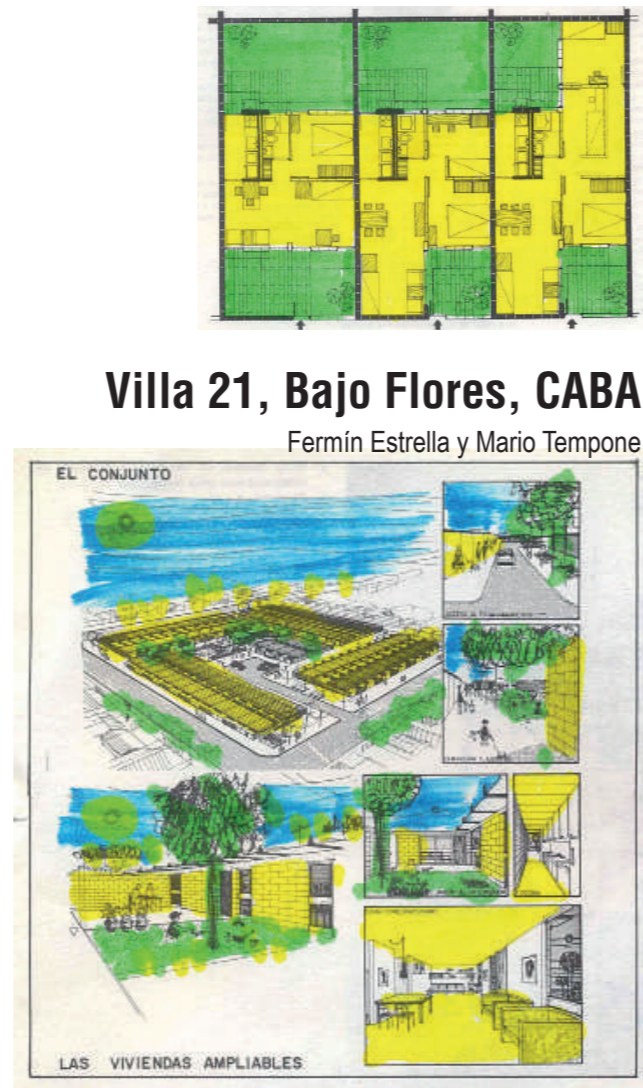 Villa 21, Bajo Flores, CABA
Fermín Estrella y Mario Tempone
EL CONJUNTO
LAS VIVIENDAS AMPLIABLES